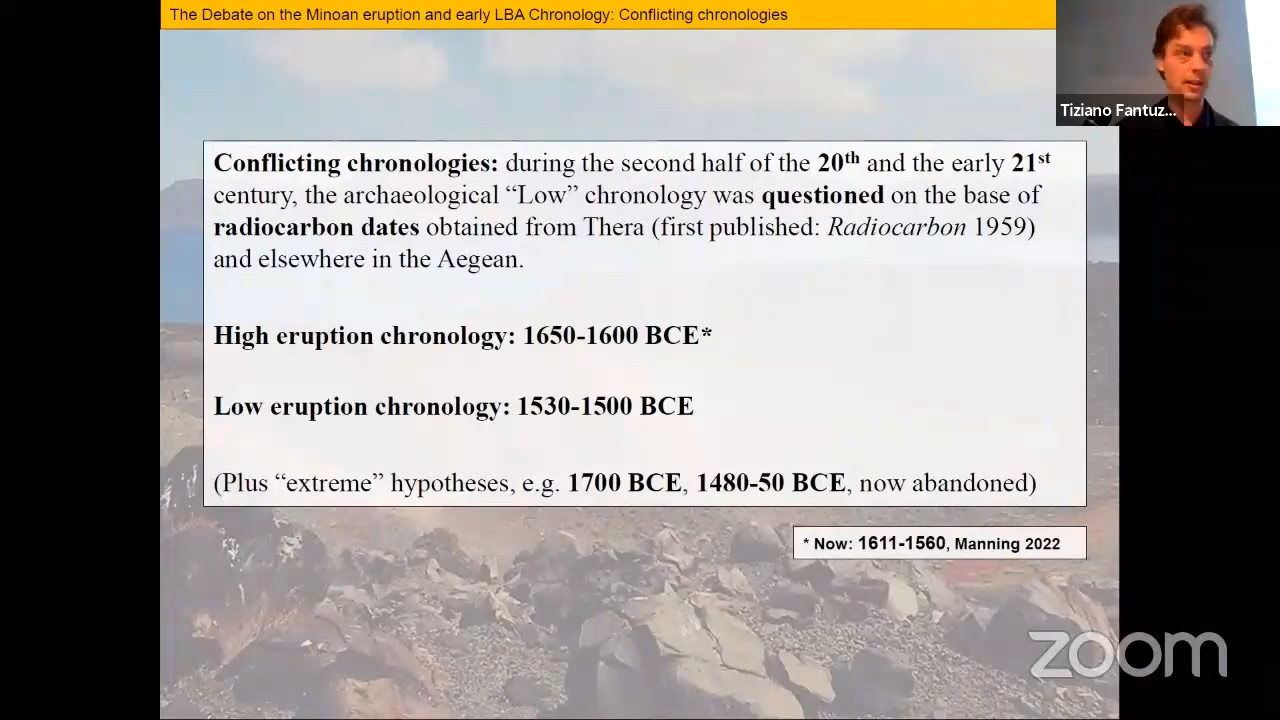 The Debate on the Minoan eruption and early LBA Chronology: Conflicting chronologies
Tiziano Fantuz...
Conflicting chronologies: during the second half of the 20th and the early 21st
century, the archaeological “Low” chronology was questioned on the base of
radiocarbon dates obtained from Thera (first published: Radiocarbon 1959)
and elsewhere in the Aegean.
High eruption chronology: 1650-1600 BCE*
Low eruption chronology: 1530-1500 BCE
(Plus “extreme” hypotheses, e.g. 1700 BCE, 1480-50 BCE, now abandoned)
* Now: 1611-1560, Manning 2022
zoom